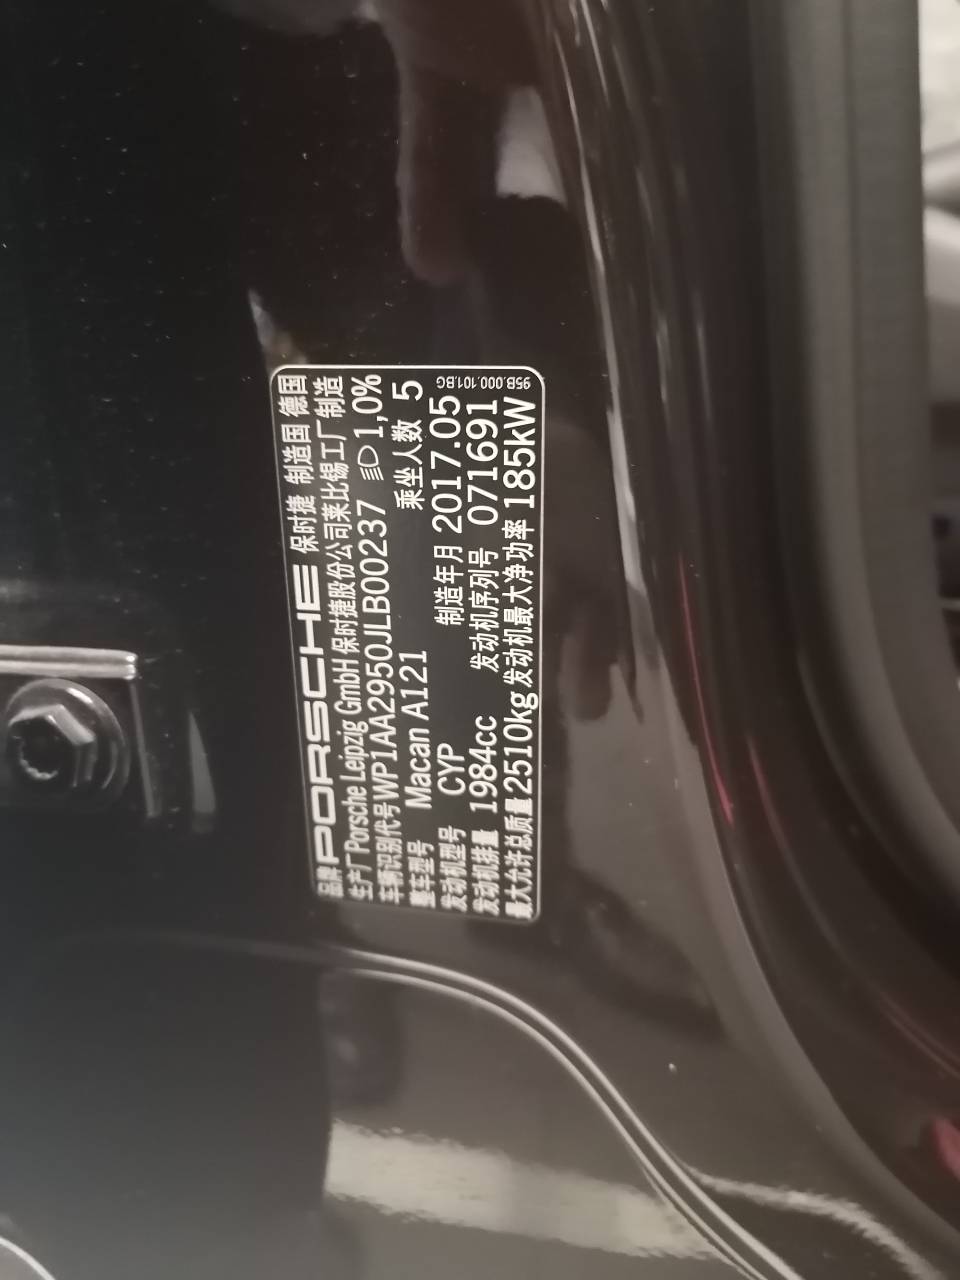 品牌 PORSCHE 保时捷 制造国 德国
生产厂 Porsche Leipzig GmbH 保时捷股份公司莱比锡工厂制造
车辆识别代号 WP1AA2950JLB00237 1,0%
整车型号 Macan A121 乘坐人数 5
发动机型号 CYP 制造年月 2017.05
发动机排量 1984cc 发动机序列号 071691
最大允许总质量 2510kg 发动机最大净功率 185kW
95B.000.101.BG